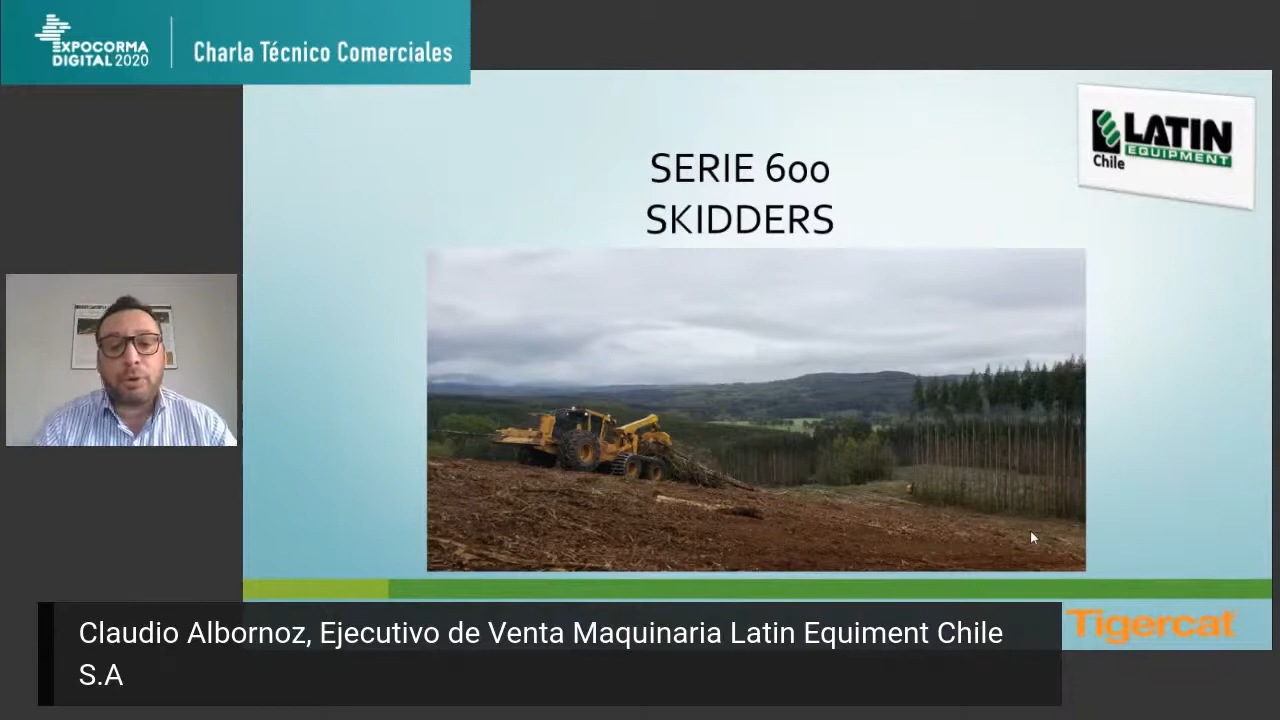 EXPOCORMA
DIGITAL 2020
Charla Técnico Comerciales
LATIN
EQUIPMENT
Chile
SERIE 600
SKIDDERS
Tigercat
Claudio Albornoz, Ejecutivo de Venta Maquinaria Latin Equiment Chile
S.A